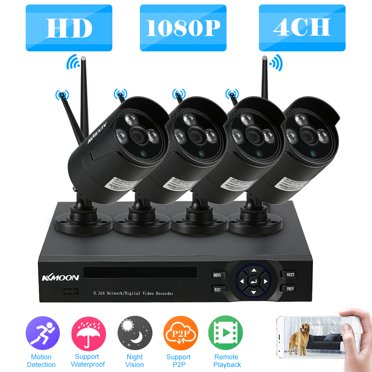 HD
1080P
4CH
KKMOON
KKMOON
H.264 Network/Digital Video Recorder
MENU
NEXT
ESC
PREV
P2P
Motion
Detection
Support
Waterproof
Night
Vision
Support
P2P
Remote
Playback